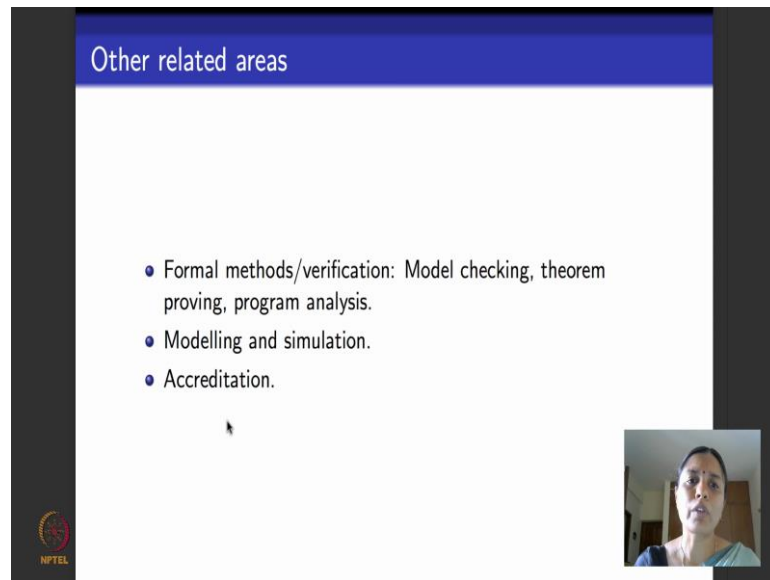 Other related areas
Formal methods/verification: Model checking, theorem
proving, program analysis.
Modelling and simulation.
Accreditation.
NPTEL